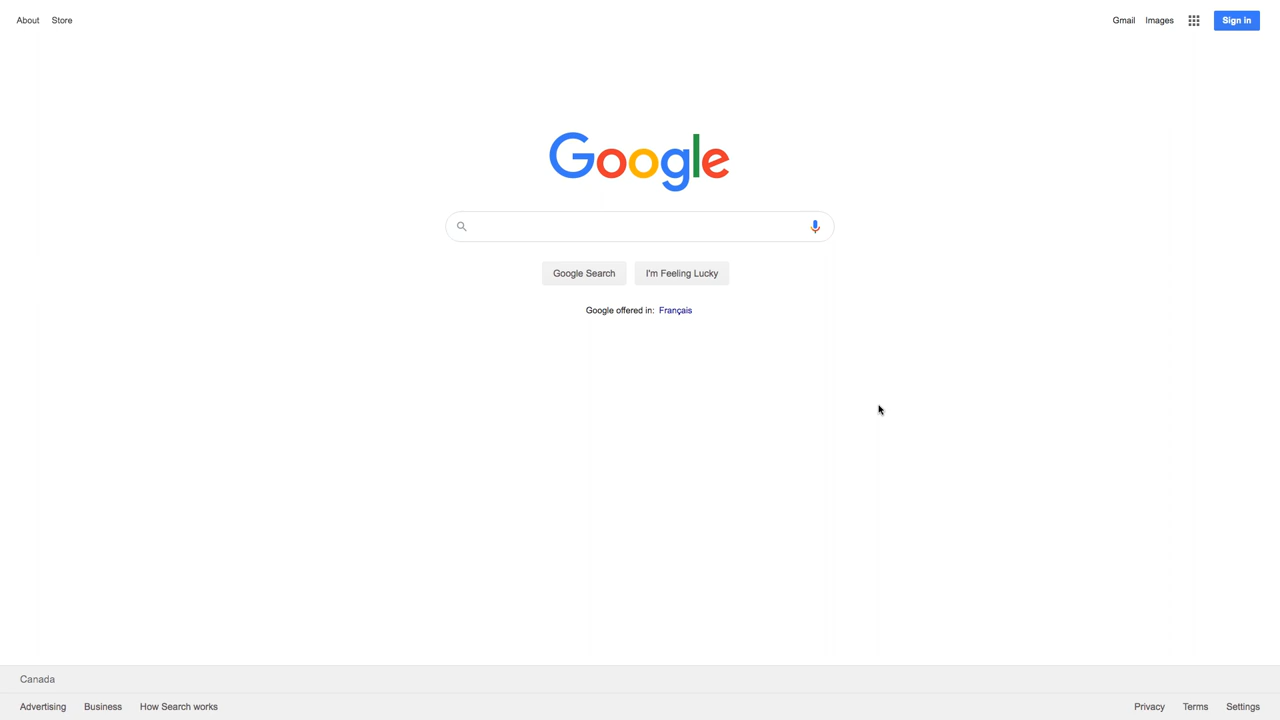 About Store Gmail Images Sign in
Google
Google Search I'm Feeling Lucky
Google offered in: Français
Canada
Advertising Business How Search works Privacy Terms Settings